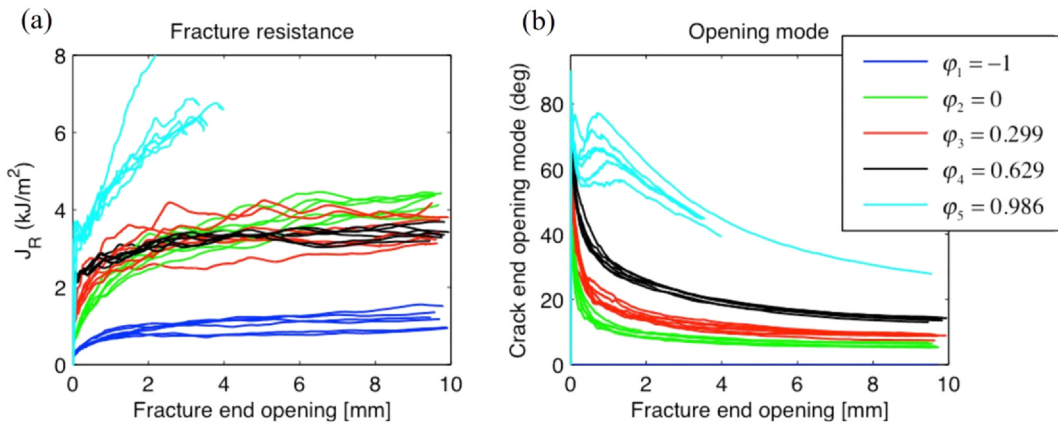 (a)
Fracture resistance
J_R (kJ/m²)
8
6
4
2
0
0 2 4 6 8 10
Fracture end opening [mm]
(b)
Opening mode
Crack end opening mode (deg)
80
60
40
20
0
0 2 4 6 8 10
Fracture end opening [mm]
φ₁ = −1
φ₂ = 0
φ₃ = 0.299
φ₄ = 0.629
φ₅ = 0.986